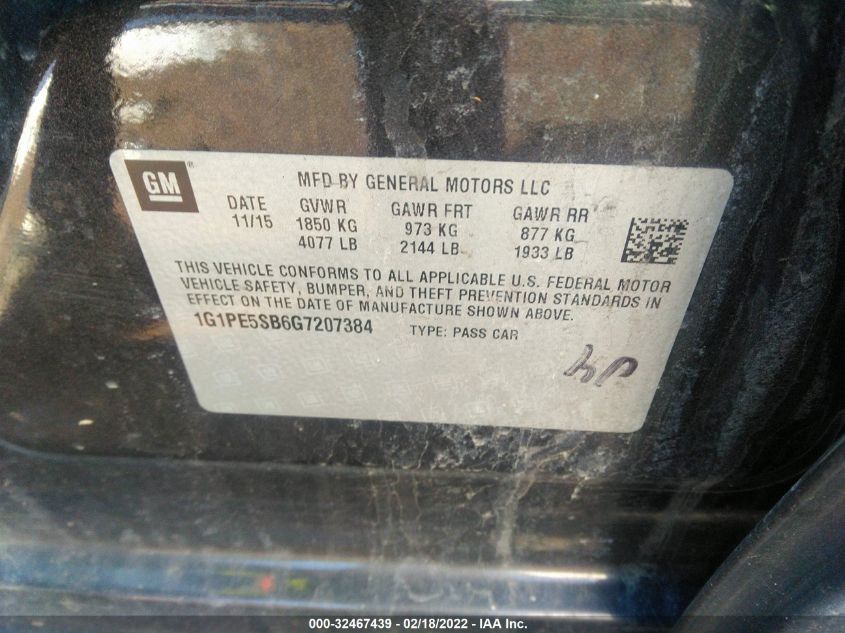 GM®
MFD BY GENERAL MOTORS LLC
DATE GVWR GAWR FRT GAWR RR
11/15 1850 KG 973 KG 877 KG
4077 LB 2144 LB 1933 LB
THIS VEHICLE CONFORMS TO ALL APPLICABLE U.S. FEDERAL MOTOR
VEHICLE SAFETY, BUMPER, AND THEFT PREVENTION STANDARDS IN
EFFECT ON THE DATE OF MANUFACTURE SHOWN ABOVE.
1G1PE5SB6G7207384 TYPE: PASS CAR
000-32467439 - 02/18/2022 - IAA Inc.